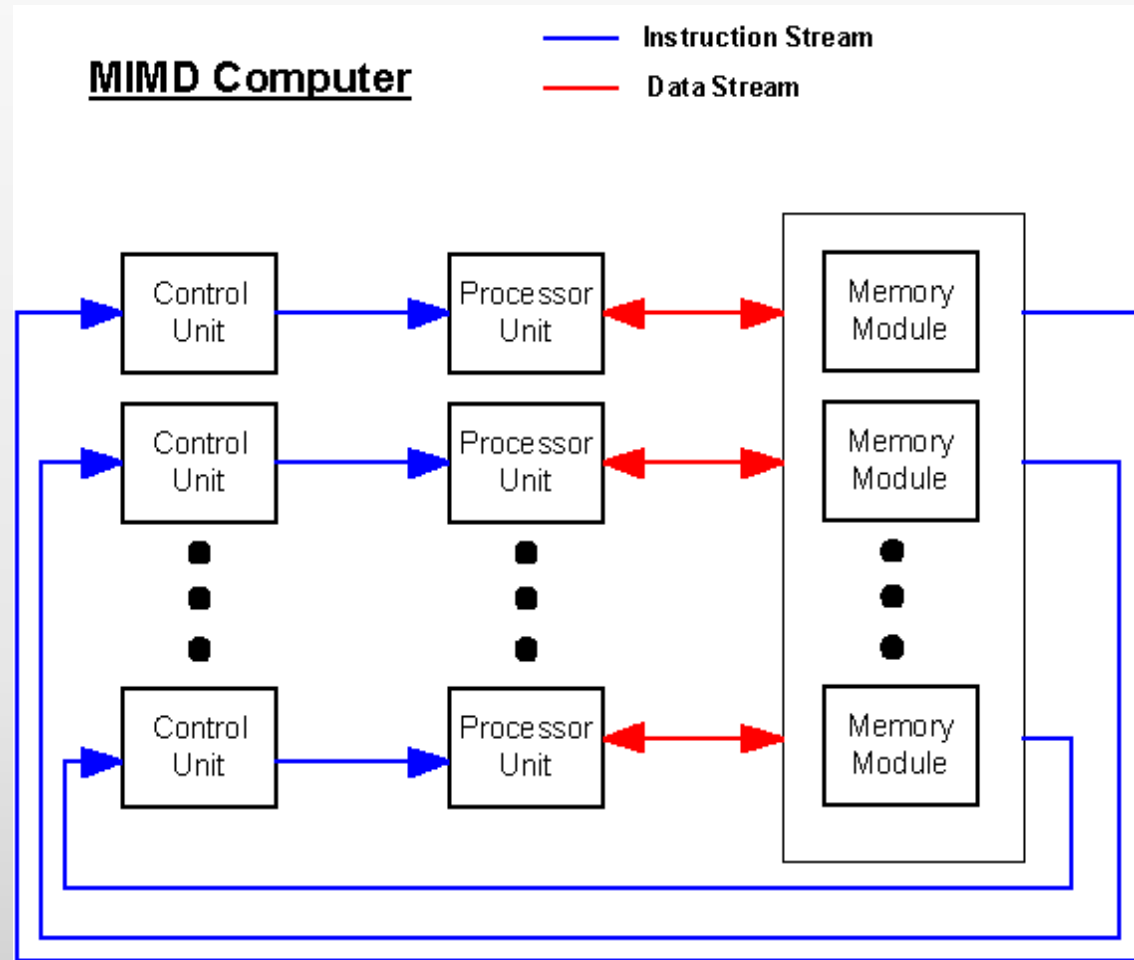 MIMD Computer
Instruction Stream
Data Stream
Control
Unit
Processor
Unit
Memory
Module
Control
Unit
Processor
Unit
Memory
Module
Control
Unit
Processor
Unit
Memory
Module